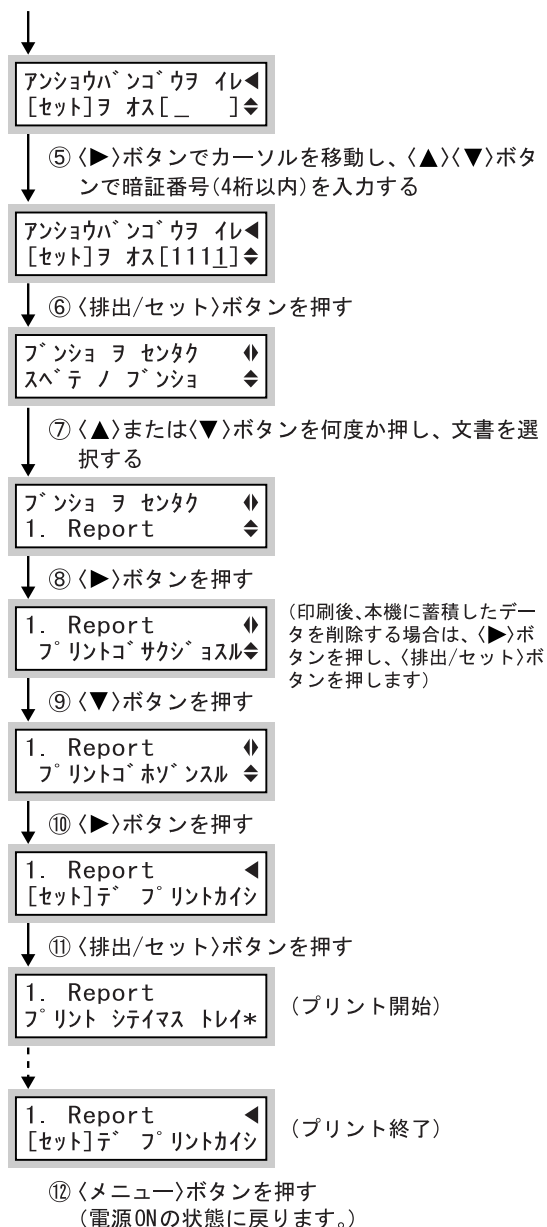 アンショウバンゴウヲ イレ◀
[セット]ヲ オス[_   ]◆
⑤〈▶〉ボタンでカーソルを移動し、〈▲〉〈▼〉ボタ
ンで暗証番号(4桁以内)を入力する
アンショウバンゴウヲ イレ◀
[セット]ヲ オス[1111]◆
⑥〈排出/セット〉ボタンを押す
ブンショ ヲ センタク ◆
スベテ ノ ブンショ ◆
⑦〈▲〉または〈▼〉ボタンを何度か押し、文書を選
択する
ブンショ ヲ センタク ◆
1. Report ◆
⑧〈▶〉ボタンを押す
1. Report ◆
プリントゴサクジョスル◆
(印刷後、本機に蓄積したデー
タを削除する場合は、〈▶〉ボ
タンを押し、〈排出/セット〉ボ
タンを押します)
⑨〈▼〉ボタンを押す
1. Report ◆
プリントゴホゾンスル ◆
⑩〈▶〉ボタンを押す
1. Report ◀
[セット]デ プリントカイシ
⑪〈排出/セット〉ボタンを押す
1. Report
プリント シテイマス トレイ*
(プリント開始)
1. Report ◀
[セット]デ プリントカイシ
(プリント終了)
⑫〈メニュー〉ボタンを押す
(電源ONの状態に戻ります。)